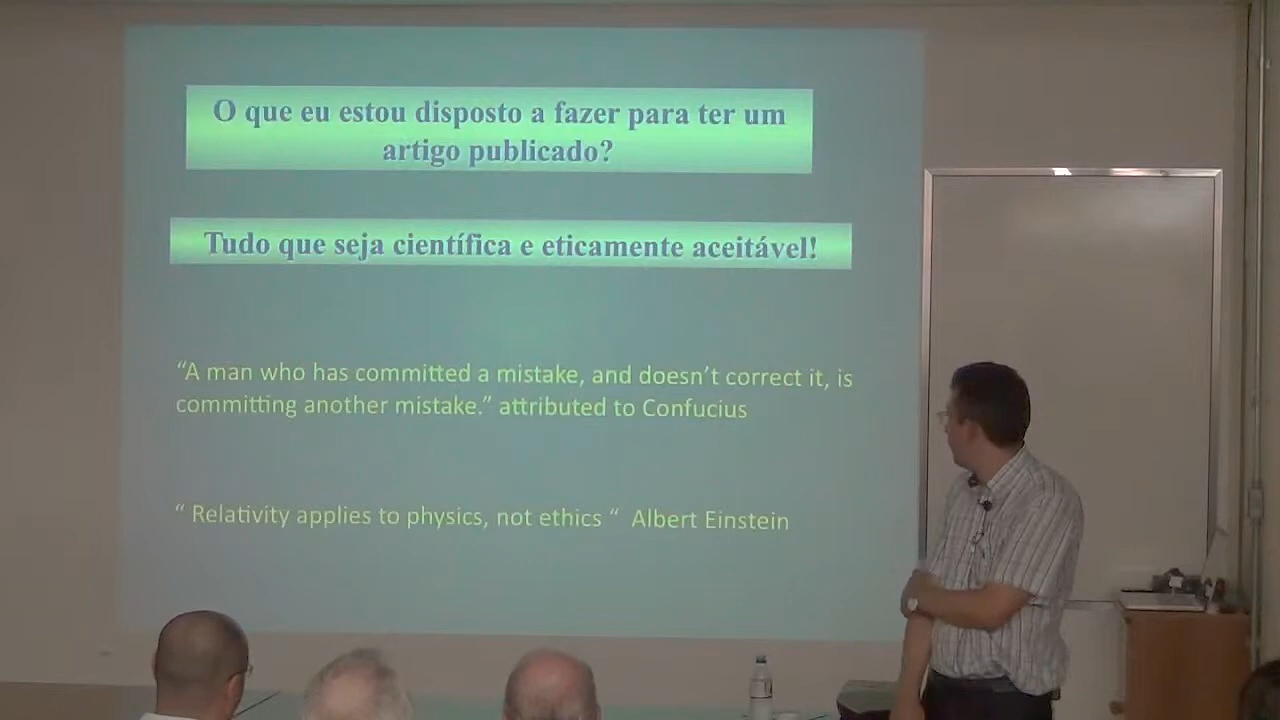 O que eu estou disposto a fazer para ter um
artigo publicado?
Tudo que seja científica e eticamente aceitável!
“A man who has committed a mistake, and doesn’t correct it, is
committing another mistake.” attributed to Confucius
“ Relativity applies to physics, not ethics “ Albert Einstein